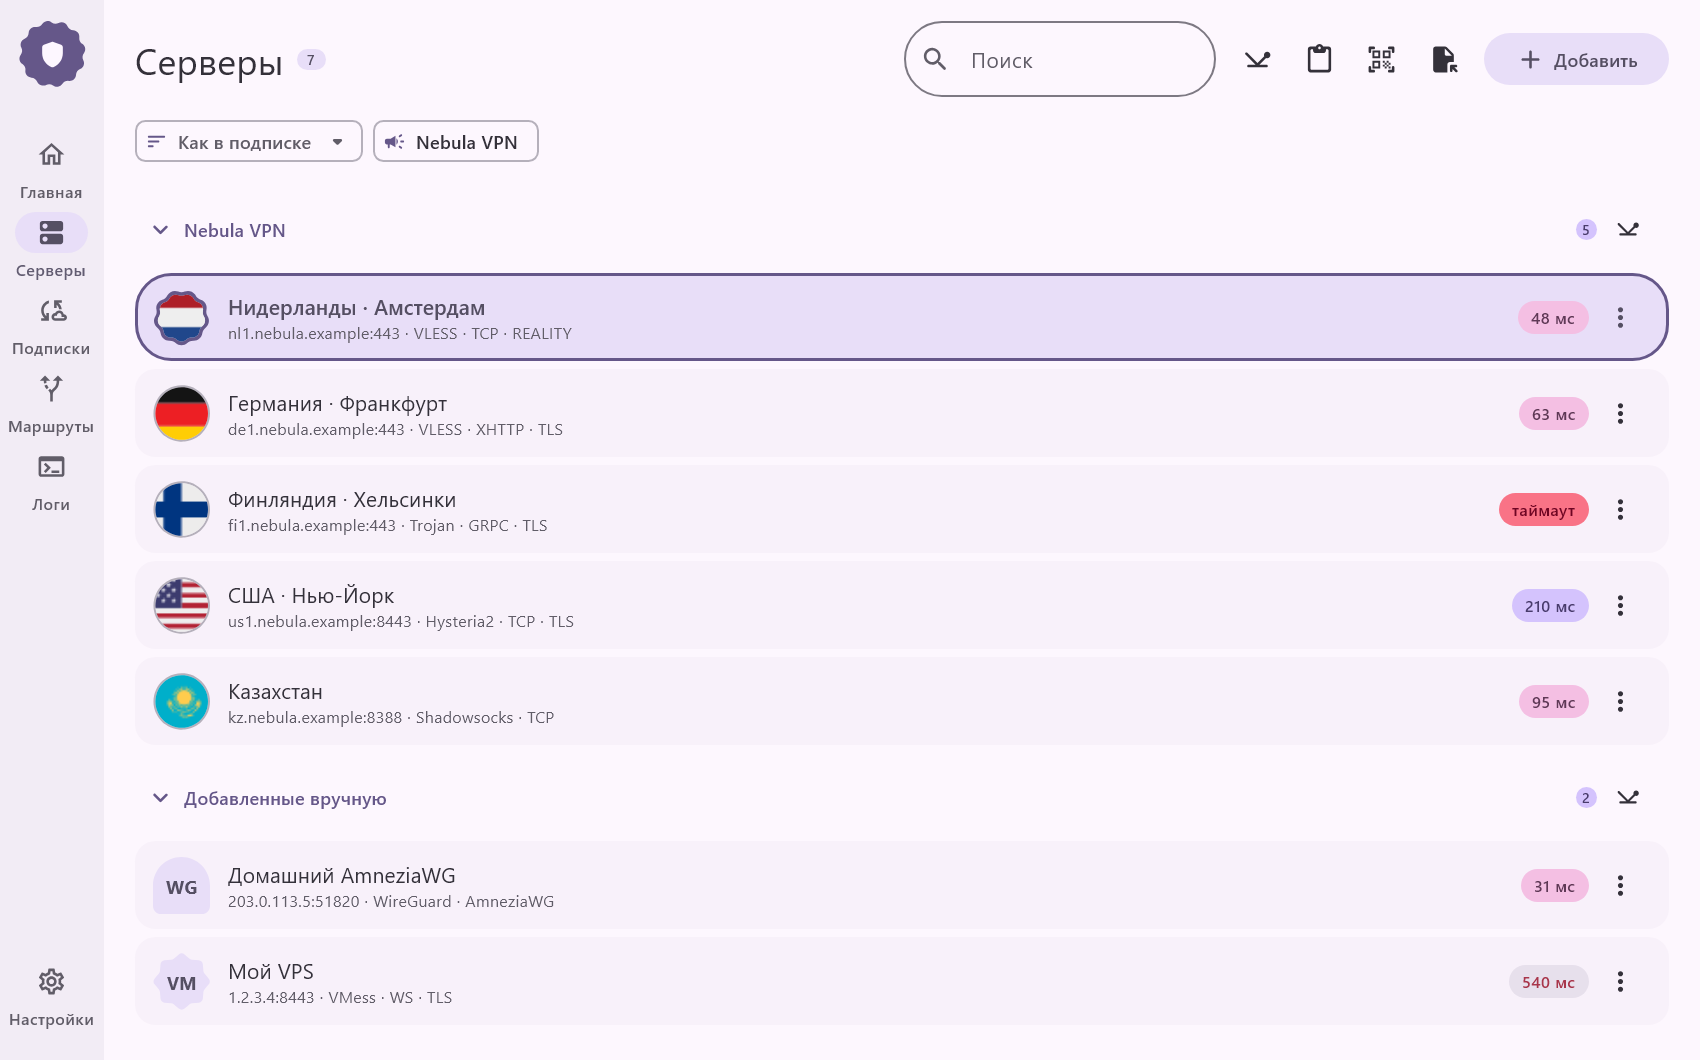 Серверы 7
Поиск
Добавить
Как в подписке
Nebula VPN
Главная
Серверы
Подписки
Маршруты
Логи
Настройки
Nebula VPN
5
Нидерланды · Амстердам
nl1.nebula.example:443 · VLESS · TCP · REALITY
48 мс
Германия · Франкфурт
de1.nebula.example:443 · VLESS · XHTTP · TLS
63 мс
Финляндия · Хельсинки
fi1.nebula.example:443 · Trojan · GRPC · TLS
таймаут
США · Нью-Йорк
us1.nebula.example:8443 · Hysteria2 · TCP · TLS
210 мс
Казахстан
kz.nebula.example:8388 · Shadowsocks · TCP
95 мс
Добавленные вручную
2
WG
Домашний AmneziaWG
203.0.113.5:51820 · WireGuard · AmneziaWG
31 мс
VM
Мой VPS
1.2.3.4:8443 · VMess · WS · TLS
540 мс